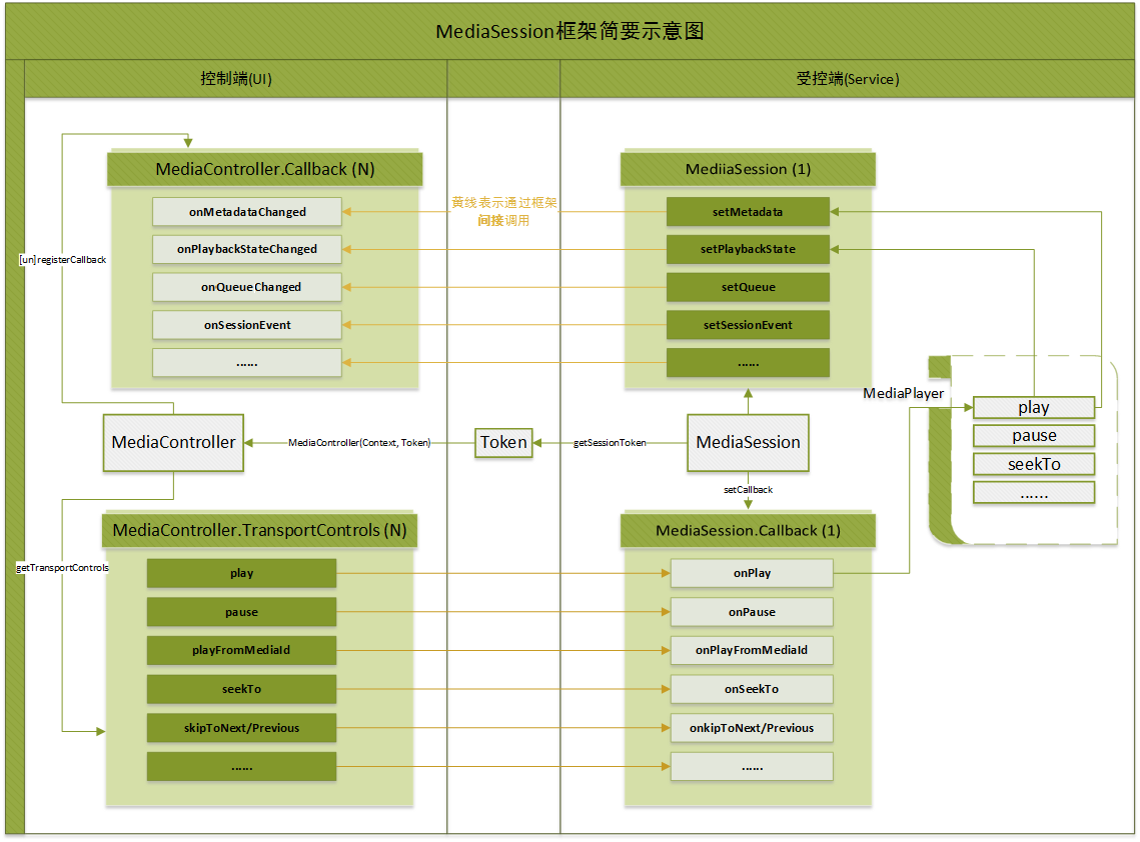 MediaSession框架简要示意图
控制端(UI)
受控端(Service)
MediaController.Callback (N)
onMetadataChanged
onPlaybackStateChanged
onQueueChanged
onSessionEvent
......
[un]registerCallback
黄线表示通过框架
间接调用
MediiaSession (1)
setMetadata
setPlaybackState
setQueue
setSessionEvent
......
MediaPlayer
play
pause
seekTo
......
MediaController
MediaController(Context, Token)
Token
getSessionToken
MediaSession
setCallback
getTransportControls
MediaController.TransportControls (N)
play
pause
playFromMediaId
seekTo
skipToNext/Previous
......
MediaSession.Callback (1)
onPlay
onPause
onPlayFromMediaId
onSeekTo
onkipToNext/Previous
......